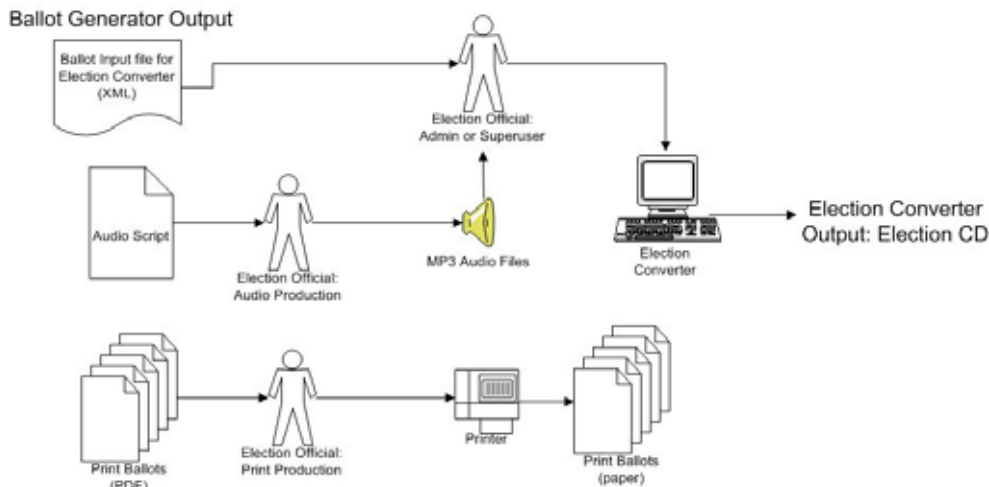 Ballot Generator Output
Ballot Input file for
Election Converter
(XML)
Election Official:
Admin or Superuser
Audio Script
Election Official:
Audio Production
MP3 Audio Files
Election
Converter
Election Converter
Output: Election CD
Print Ballots
(PDF)
Election Official:
Print Production
Printer
Print Ballots
(paper)